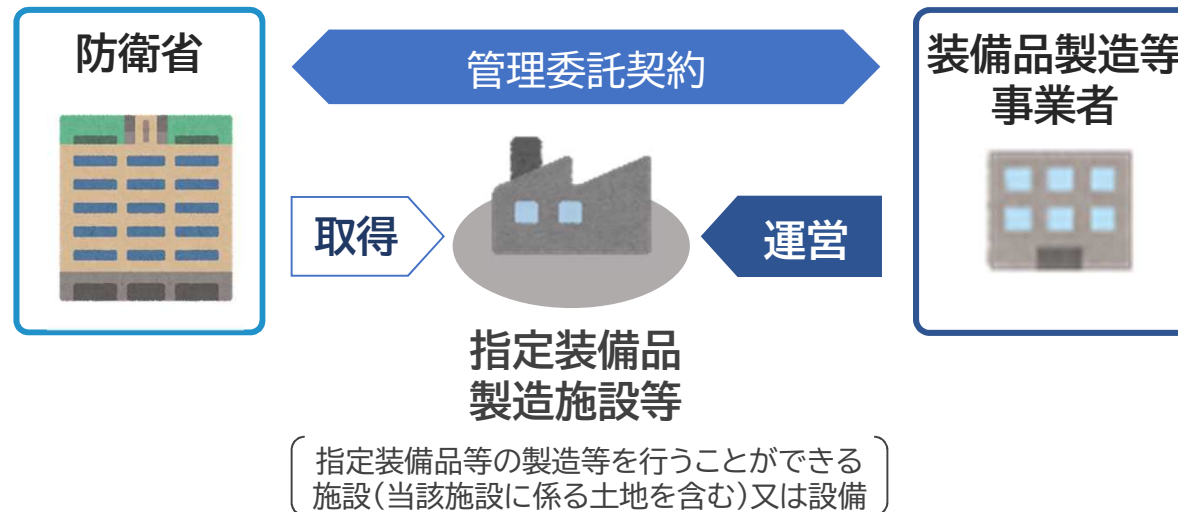 防衛省
管理委託契約
装備品製造等
事業者
取得
運営
指定装備品
製造施設等
指定装備品等の製造等を行うことができる
施設(当該施設に係る土地を含む)又は設備